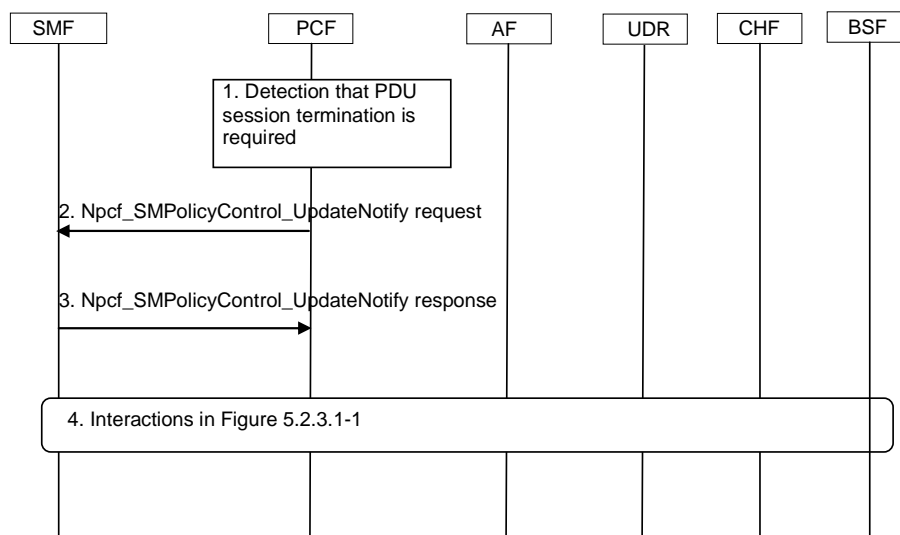 SMF PCF AF UDR CHF BSF
1. Detection that PDU
session termination is
required
2. Npcf_SMPolicyControl_UpdateNotify request
3. Npcf_SMPolicyControl_UpdateNotify response
4. Interactions in Figure 5.2.3.1-1